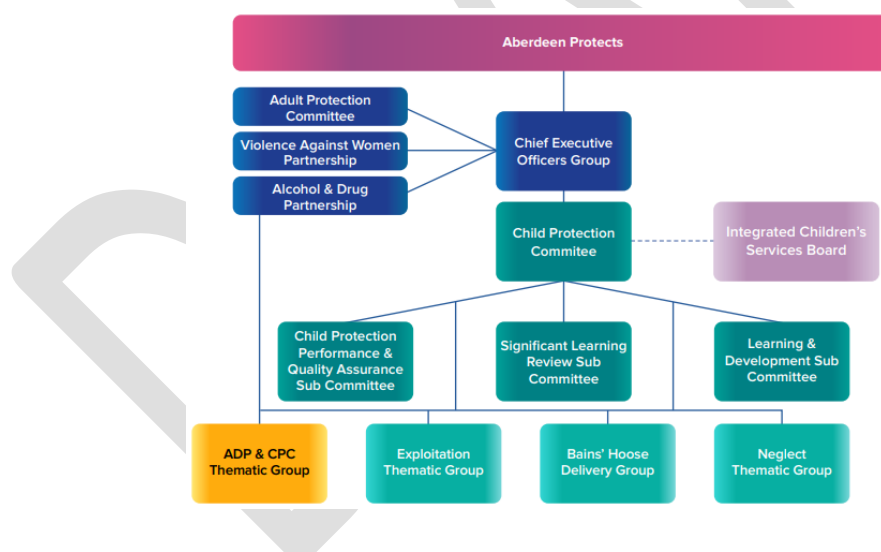 Aberdeen Protects
Adult Protection
Committee
Violence Against Women
Partnership
Alcohol & Drug
Partnership
Chief Executive
Officers Group
Child Protection
Commitee
Integrated Children's
Services Board
Child Protection
Performance &
Quality Assurance
Sub Committee
Significant Learning
Review Sub
Committee
Learning &
Development Sub
Committee
ADP & CPC
Thematic Group
Exploitation
Thematic Group
Bains' Hoose
Delivery Group
Neglect
Thematic Group